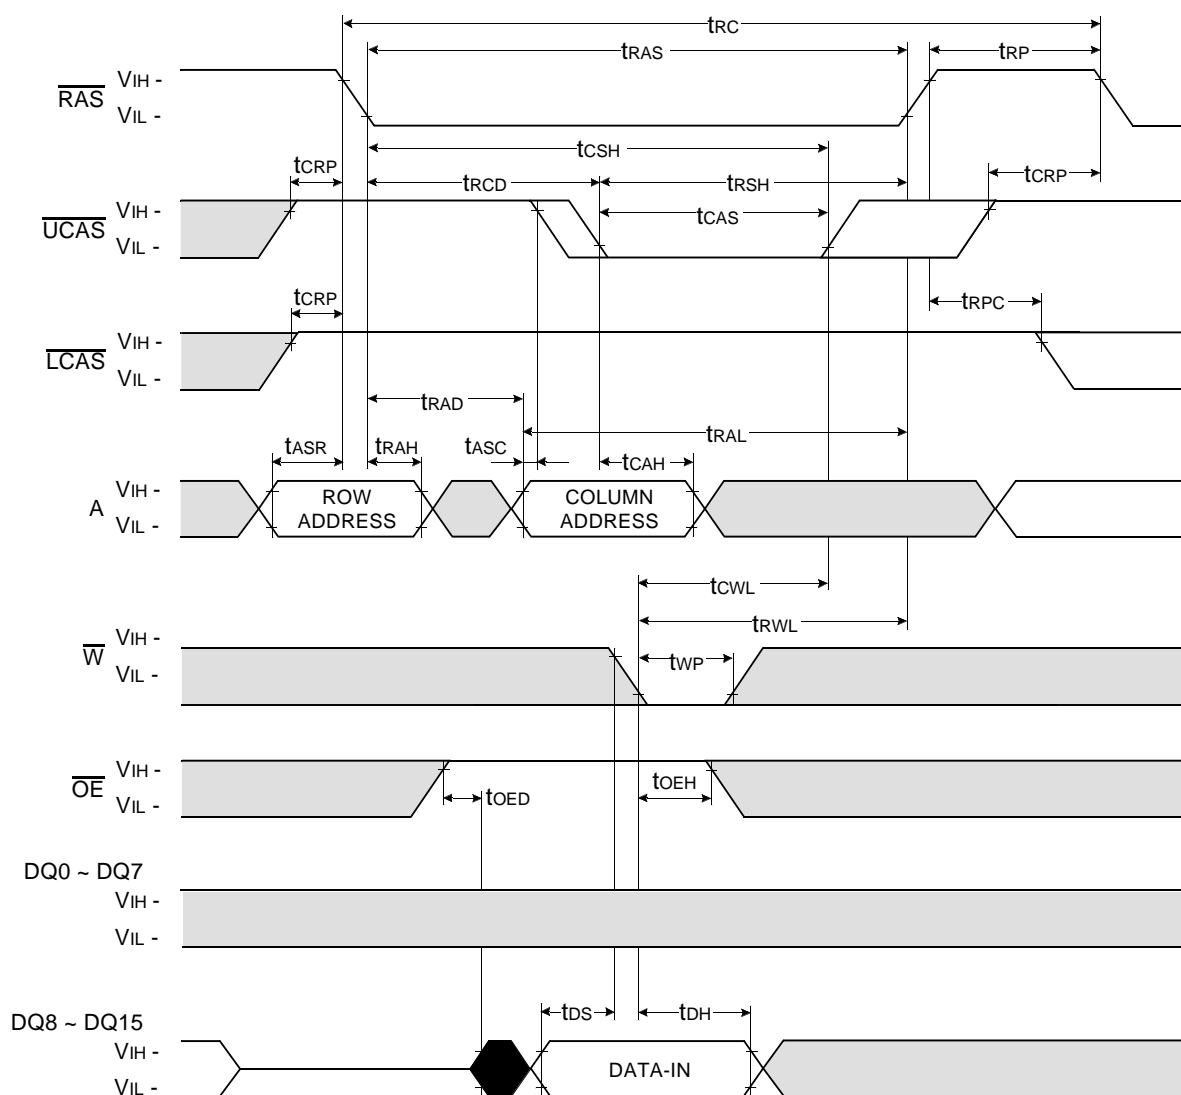 tRC
tRAS
tRP
RAS
VIH -
VIL -
tCSH
tCRP
tRCD
tRSH
tCRP
UCAS
VIH -
VIL -
tCAS
tCRP
tRPC
LCAS
VIH -
VIL -
tRAD
tRAL
tASR
tRAH
tASC
tCAH
A
VIH -
VIL -
ROW
ADDRESS
COLUMN
ADDRESS
tCWL
tRWL
W
VIH -
VIL -
tWP
OE
VIH -
VIL -
tOED
tOEH
DQ0 ~ DQ7
VIH -
VIL -
tDS
tDH
DQ8 ~ DQ15
VIH -
VIL -
DATA-IN